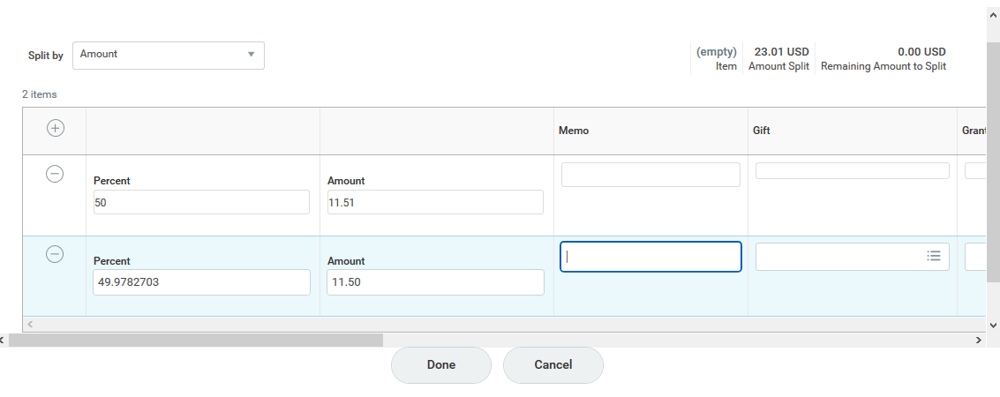 Split by Amount (empty) 23.01 USD 0.00 USD
Item Amount Split Remaining Amount to Split
2 items
Memo Gift Grant
Percent Amount
50 11.51
Percent Amount
49.9782703 11.50
Done Cancel